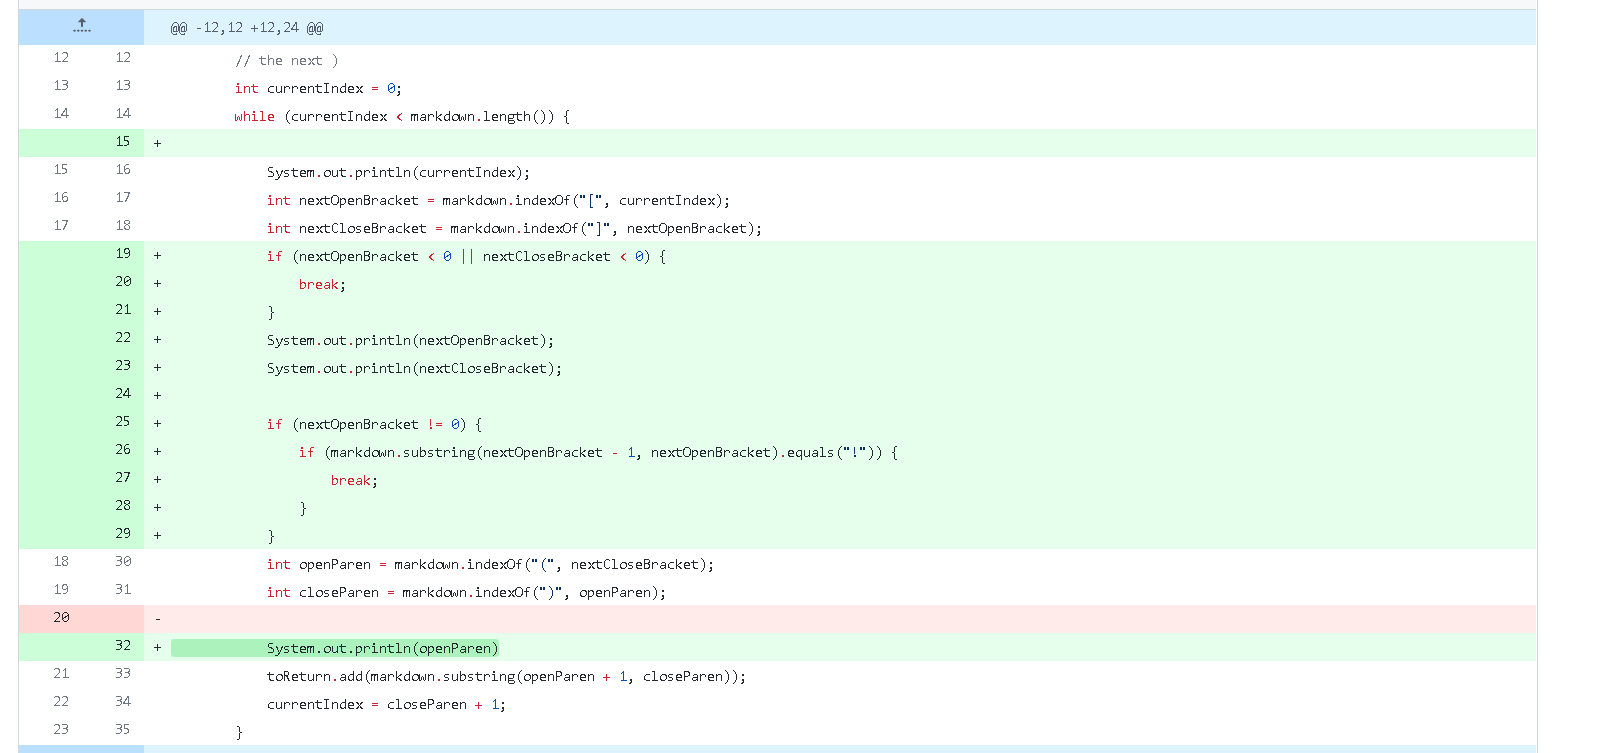 @@ -12,12 +12,24 @@
12 12 // the next )
13 13 int currentIndex = 0;
14 14 while (currentIndex < markdown.length()) {
15 +
15 16 System.out.println(currentIndex);
16 17 int nextOpenBracket = markdown.indexOf("[", currentIndex);
17 18 int nextCloseBracket = markdown.indexOf("]", nextOpenBracket);
19 + if (nextOpenBracket < 0 || nextCloseBracket < 0) {
20 + break;
21 + }
22 + System.out.println(nextOpenBracket);
23 + System.out.println(nextCloseBracket);
24 +
25 + if (nextOpenBracket != 0) {
26 + if (markdown.substring(nextOpenBracket - 1, nextOpenBracket).equals("!")) {
27 + break;
28 + }
29 + }
18 30 int openParen = markdown.indexOf("(", nextCloseBracket);
19 31 int closeParen = markdown.indexOf(")", openParen);
20 -
32 + System.out.println(openParen)
21 33 toReturn.add(markdown.substring(openParen + 1, closeParen));
22 34 currentIndex = closeParen + 1;
23 35 }